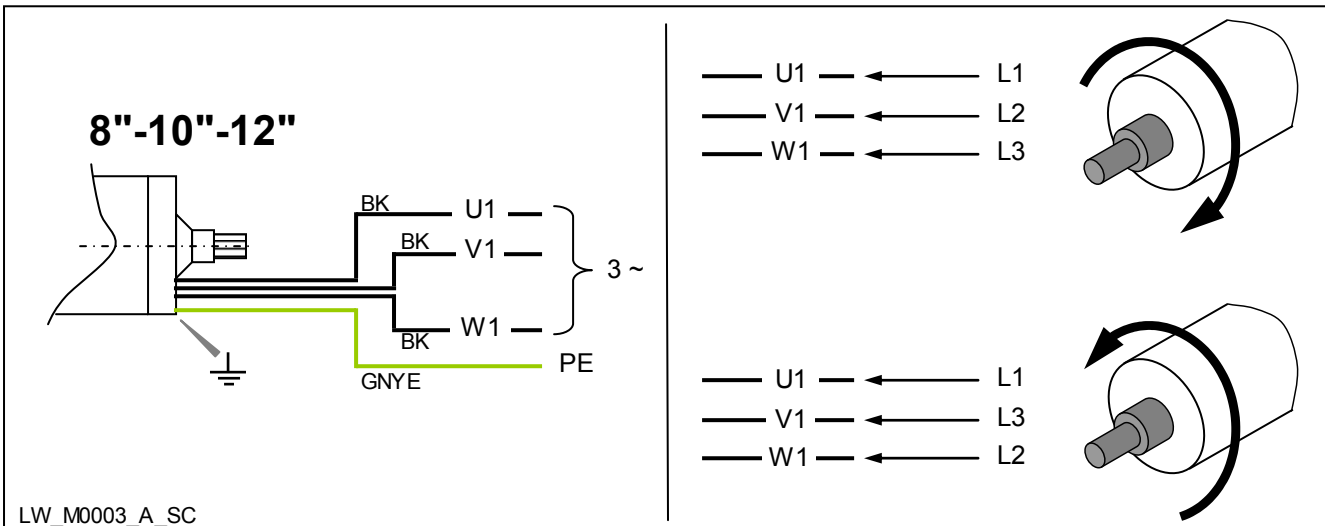 8"-10"-12"
BK U1
BK V1
3 ~
BK W1
GNYE PE
LW_M0003_A_SC
U1 L1
V1 L2
W1 L3
U1 L1
V1 L3
W1 L2